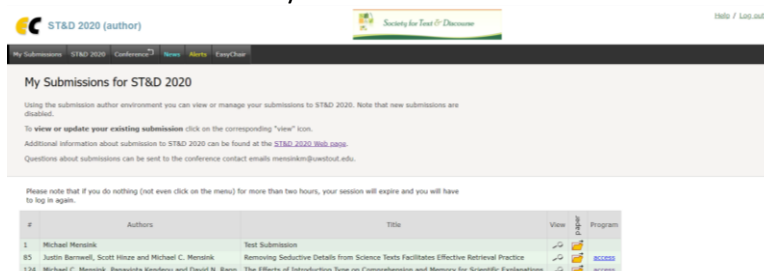 ST&D 2020 (author)
Society for Text & Discourse
Help / Log out
My Submissions ST&D 2020 Conference News Alerts EasyChair
My Submissions for ST&D 2020
Using the submission author environment you can view or manage your submissions to ST&D 2020. Note that new submissions are
disabled.
To view or update your existing submission click on the corresponding "view" icon.
Additional information about submission to ST&D 2020 can be found at the ST&D 2020 Web page.
Questions about submissions can be sent to the conference contact emails mensinkm@uwstout.edu.
Please note that if you do nothing (not even click on the menu) for more than two hours, your session will expire and you will have
to log in again.
# Authors Title View paper Program
1 Michael Mensink Test Submission
85 Justin Barnwell, Scott Hinze and Michael C. Mensink Removing Seductive Details from Science Texts Facilitates Effective Retrieval Practice access
124 Michael C. Mensink, Panayiota Kendeou and David N. Rapp The Effects of Introduction Type on Comprehension and Memory for Scientific Explanations access